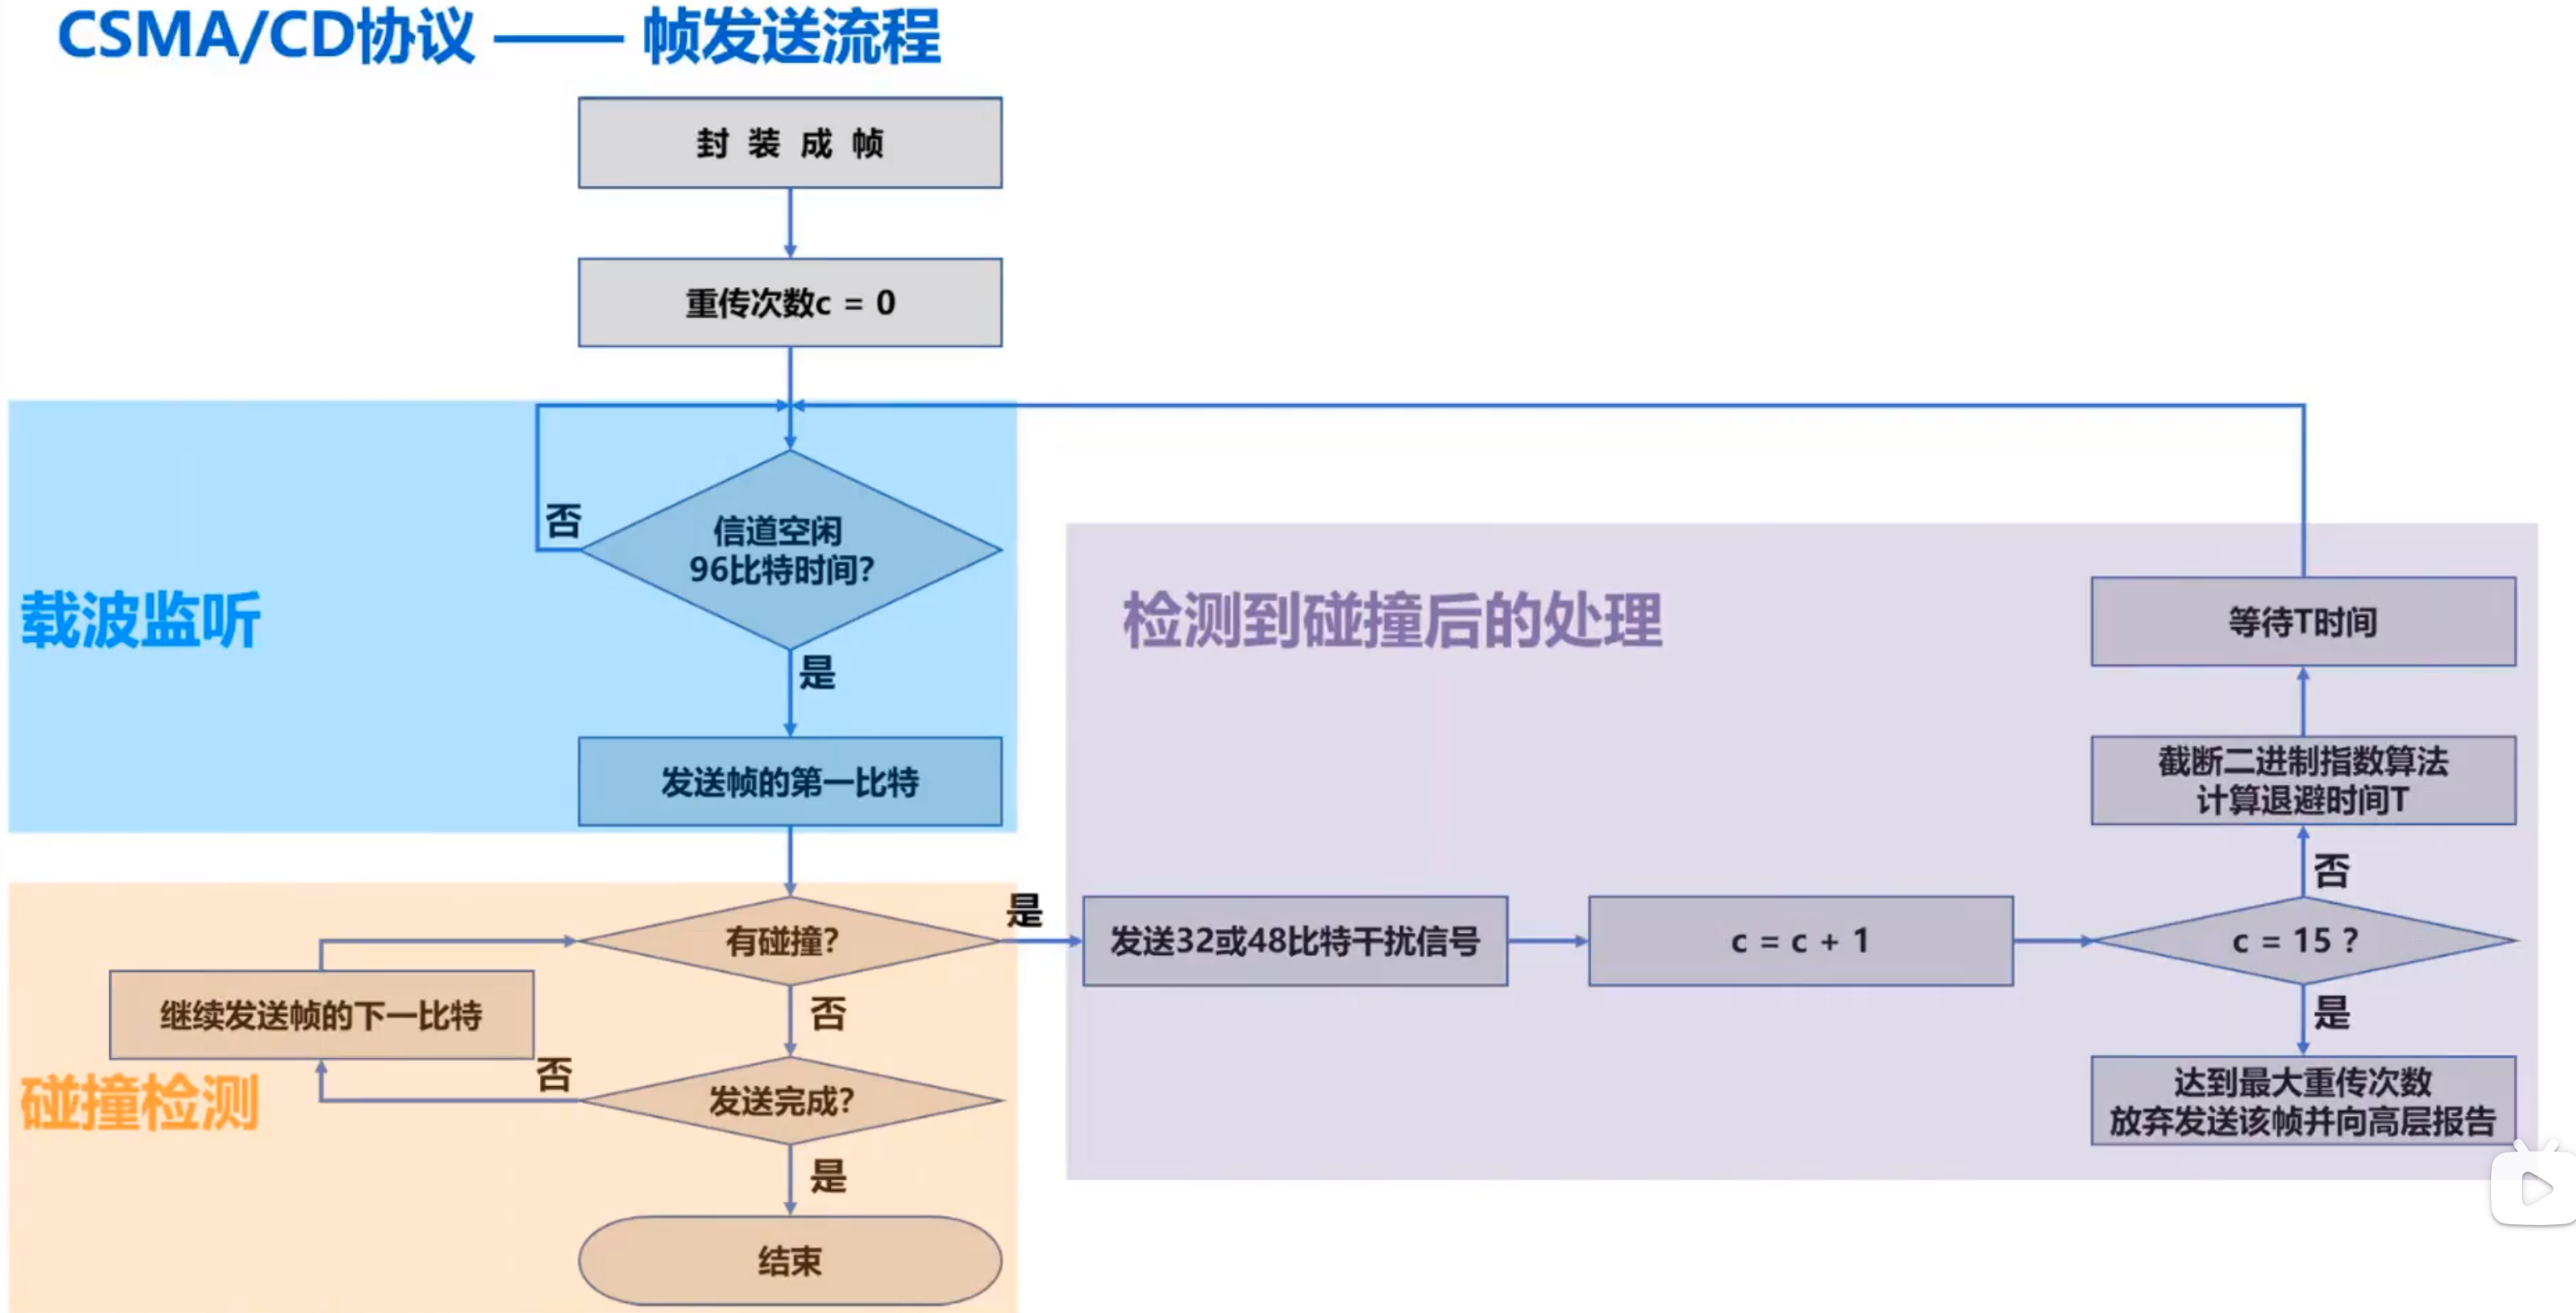 CSMA/CD协议 —— 帧发送流程
封 装 成 帧
重传次数c = 0
否
信道空闲
96比特时间?
载波监听
是
发送帧的第一比特
有碰撞?
是
继续发送帧的下一比特
否
否
发送完成?
碰撞检测
是
结束
检测到碰撞后的处理
发送32或48比特干扰信号
c = c + 1
c = 15 ?
否
截断二进制指数算法
计算退避时间T
等待T时间
是
达到最大重传次数
放弃发送该帧并向高层报告